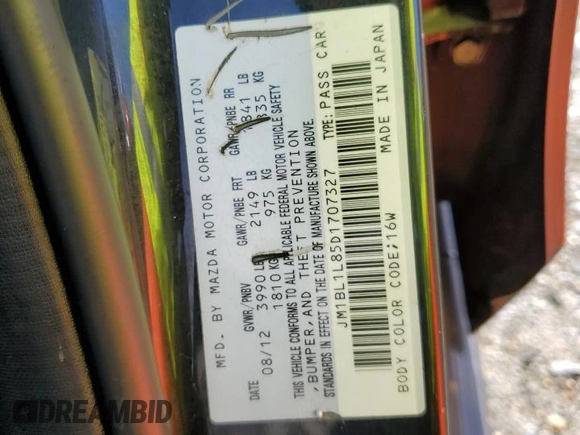 MFD. BY MAZDA MOTOR CORPORATION
GVWR/PNBV GAWR/PNBE FRT GAWR/PNBE RR
DATE 3990 LB 2149 LB 841 LB
08/12 1810 KG 975 KG 835 KG
THIS VEHICLE CONFORMS TO ALL APPLICABLE FEDERAL MOTOR VEHICLE SAFETY
,BUMPER,AND THEFT PREVENTION
STANDARDS IN EFFECT ON THE DATE OF MANUFACTURE SHOWN ABOVE.
JM1BL1L85D1707327 TYPE: PASS CAR
BODY COLOR CODE;16W MADE IN JAPAN
DREAMBID